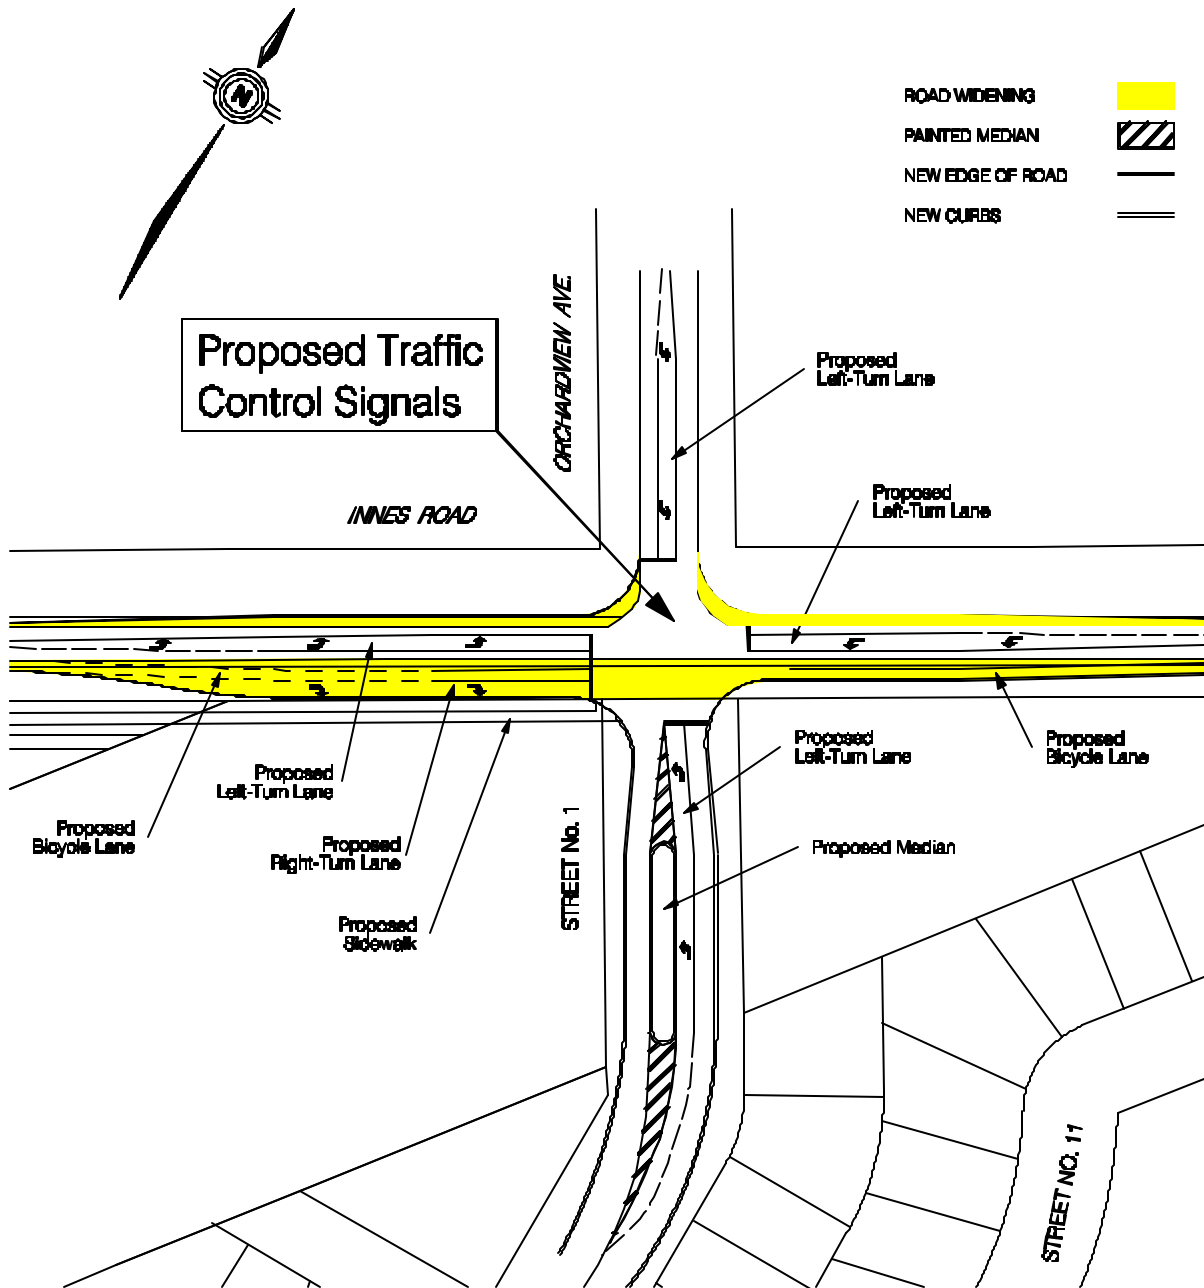 N
ROAD WIDENING
PAINTED MEDIAN
NEW EDGE OF ROAD
NEW CURBS
ORCHARDVIEW AVE.
Proposed Traffic
Control Signals
Proposed
Left-Turn Lane
Proposed
Left-Turn Lane
INNES ROAD
Proposed
Left-Turn Lane
Proposed
Bicycle Lane
Proposed
Left-Turn Lane
Proposed
Bicycle Lane
Proposed
Right-Turn Lane
STREET No. 1
Proposed Median
Proposed
Sidewalk
STREET NO. 11